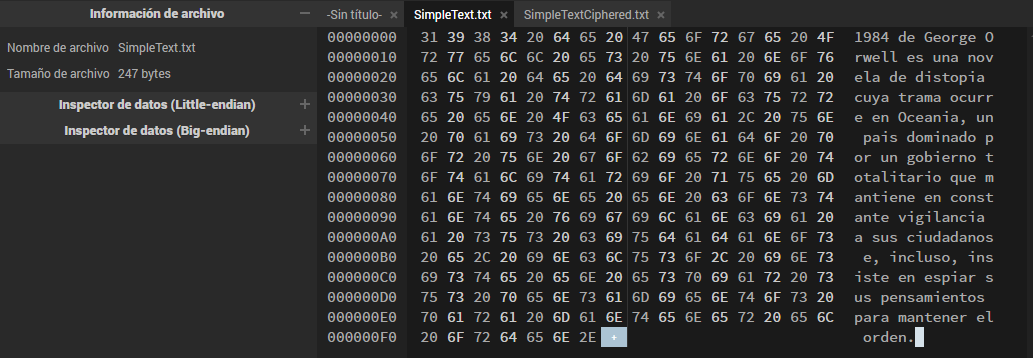 Información de archivo −
Nombre de archivo SimpleText.txt
Tamaño de archivo 247 bytes
Inspector de datos (Little-endian) +
Inspector de datos (Big-endian) +
-Sin título- × SimpleText.txt × SimpleTextCiphered.txt ×
00000000 31 39 38 34 20 64 65 20 47 65 6F 72 67 65 20 4F 1984 de George O
00000010 72 77 65 6C 6C 20 65 73 20 75 6E 61 20 6E 6F 76 rwell es una nov
00000020 65 6C 61 20 64 65 20 64 69 73 74 6F 70 69 61 20 ela de distopia
00000030 63 75 79 61 20 74 72 61 6D 61 20 6F 63 75 72 72 cuya trama ocurr
00000040 65 20 65 6E 20 4F 63 65 61 6E 69 61 2C 20 75 6E e en Oceania, un
00000050 20 70 61 69 73 20 64 6F 6D 69 6E 61 64 6F 20 70 pais dominado p
00000060 6F 72 20 75 6E 20 67 6F 62 69 65 72 6E 6F 20 74 or un gobierno t
00000070 6F 74 61 6C 69 74 61 72 69 6F 20 71 75 65 20 6D otalitario que m
00000080 61 6E 74 69 65 6E 65 20 65 6E 20 63 6F 6E 73 74 antiene en const
00000090 61 6E 74 65 20 76 69 67 69 6C 61 6E 63 69 61 20 ante vigilancia
000000A0 61 20 73 75 73 20 63 69 75 64 61 64 61 6E 6F 73 a sus ciudadanos
000000B0 20 65 2C 20 69 6E 63 6C 75 73 6F 2C 20 69 6E 73 e, incluso, ins
000000C0 69 73 74 65 20 65 6E 20 65 73 70 69 61 72 20 73 iste en espiar s
000000D0 75 73 20 70 65 6E 73 61 6D 69 65 6E 74 6F 73 20 us pensamientos
000000E0 70 61 72 61 20 6D 61 6E 74 65 6E 65 72 20 65 6C para mantener el
000000F0 20 6F 72 64 65 6E 2E + orden.